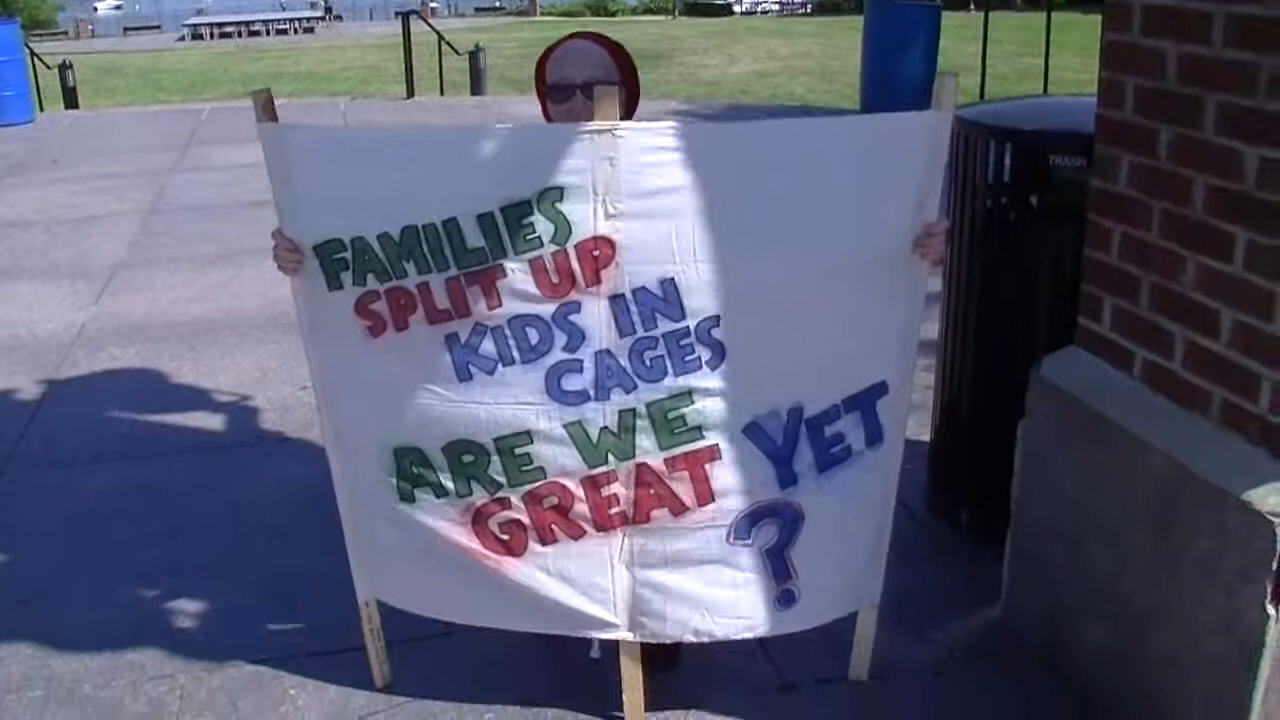 FAMILIES
SPLIT UP
KIDS IN
CAGES
ARE WE
GREAT YET
?
TRASH